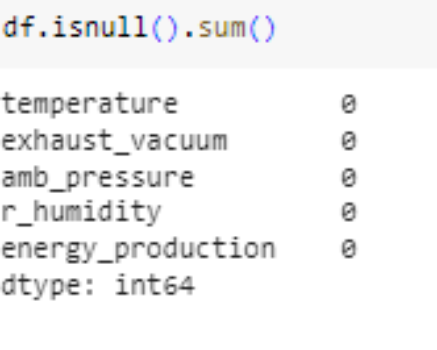 df.isnull().sum()
temperature 0
exhaust_vacuum 0
amb_pressure 0
r_humidity 0
energy_production 0
dtype: int64